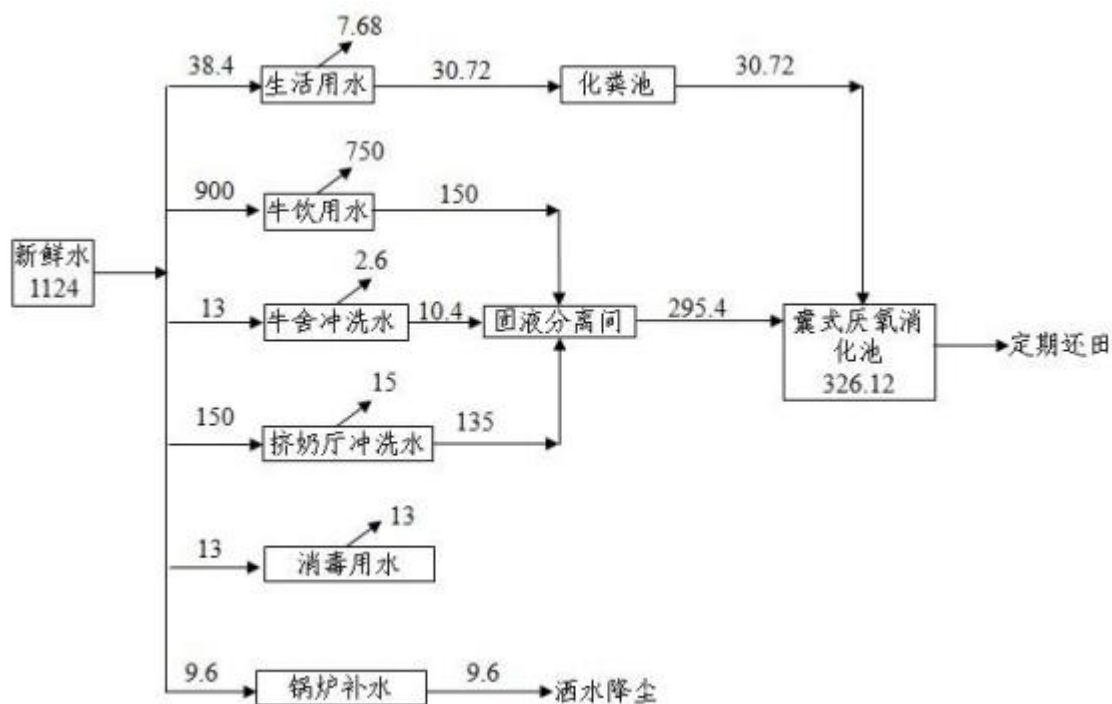 7.68
38.4
生活用水
30.72
化粪池
30.72
750
900
牛饮用水
150
新鲜水
1124
2.6
13
牛舍冲洗水
10.4
固液分离间
295.4
囊式厌氧消
化池
326.12
定期还田
15
150
挤奶厅冲洗水
135
13
13
消毒用水
9.6
锅炉补水
9.6
洒水降尘